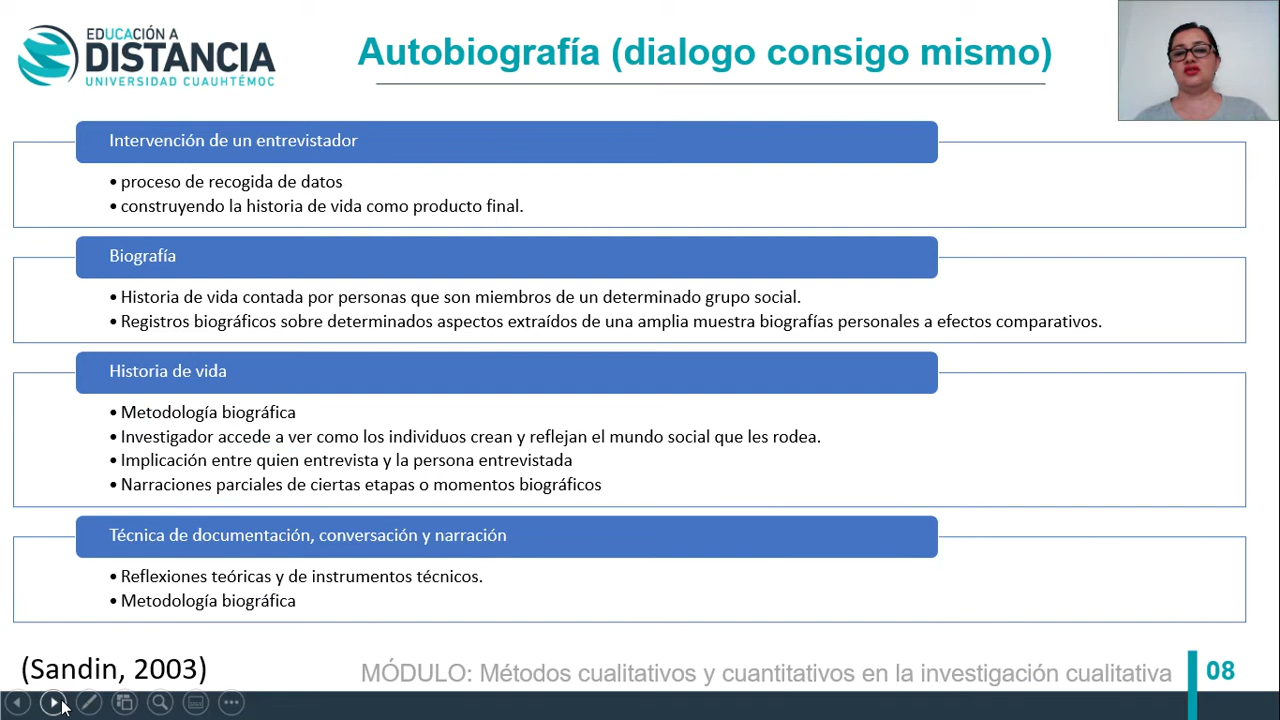 EDUCACIÓN A
DISTANCIA
UNIVERSIDAD CUAUHTÉMOC
Autobiografía (dialogo consigo mismo)
Intervención de un entrevistador
• proceso de recogida de datos
• construyendo la historia de vida como producto final.
Biografía
• Historia de vida contada por personas que son miembros de un determinado grupo social.
• Registros biográficos sobre determinados aspectos extraídos de una amplia muestra biografías personales a efectos comparativos.
Historia de vida
• Metodología biográfica
• Investigador accede a ver como los individuos crean y reflejan el mundo social que les rodea.
• Implicación entre quien entrevista y la persona entrevistada
• Narraciones parciales de ciertas etapas o momentos biográficos
Técnica de documentación, conversación y narración
• Reflexiones teóricas y de instrumentos técnicos.
• Metodología biográfica
(Sandin, 2003)
MÓDULO: Métodos cualitativos y cuantitativos en la investigación cualitativa
08